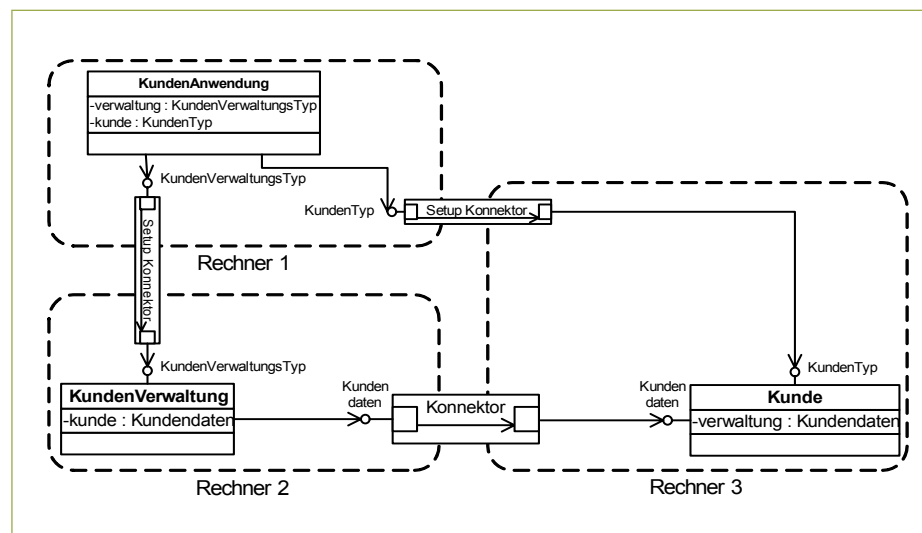 KundenAnwendung
-verwaltung : KundenVerwaltungsTyp
-kunde : KundenTyp
KundenVerwaltungsTyp
KundenTyp
Setup Konnektor
Setup Konnektor
Rechner 1
KundenVerwaltungsTyp
KundenTyp
KundenVerwaltung
-kunde : Kundendaten
Kunden
daten
Konnektor
Kunden
daten
Kunde
-verwaltung : Kundendaten
Rechner 2
Rechner 3